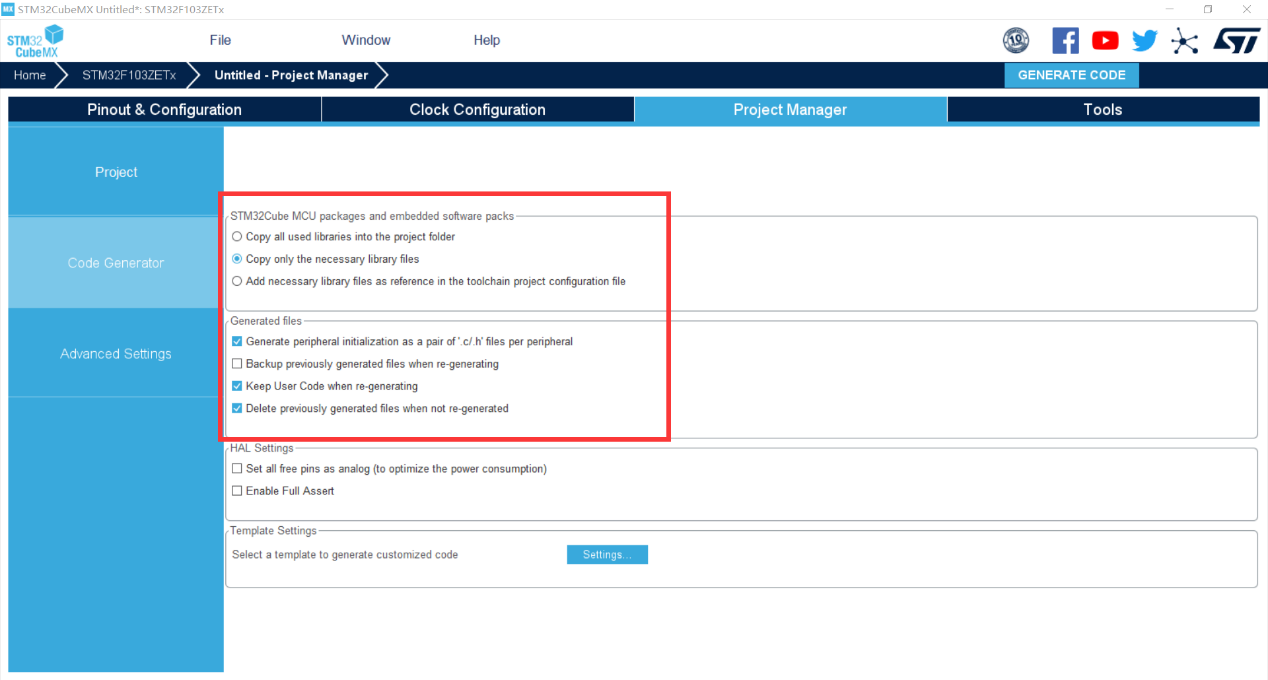 MX STM32CubeMX Untitled*: STM32F103ZETx
STM32
CubeMX
File
Window
Help
10
Home
STM32F103ZETx
Untitled - Project Manager
GENERATE CODE
Pinout & Configuration
Clock Configuration
Project Manager
Tools
Project
Code Generator
Advanced Settings
STM32Cube MCU packages and embedded software packs
Copy all used libraries into the project folder
Copy only the necessary library files
Add necessary library files as reference in the toolchain project configuration file
Generated files
Generate peripheral initialization as a pair of '.c/.h' files per peripheral
Backup previously generated files when re-generating
Keep User Code when re-generating
Delete previously generated files when not re-generated
HAL Settings
Set all free pins as analog (to optimize the power consumption)
Enable Full Assert
Template Settings
Select a template to generate customized code
Settings...